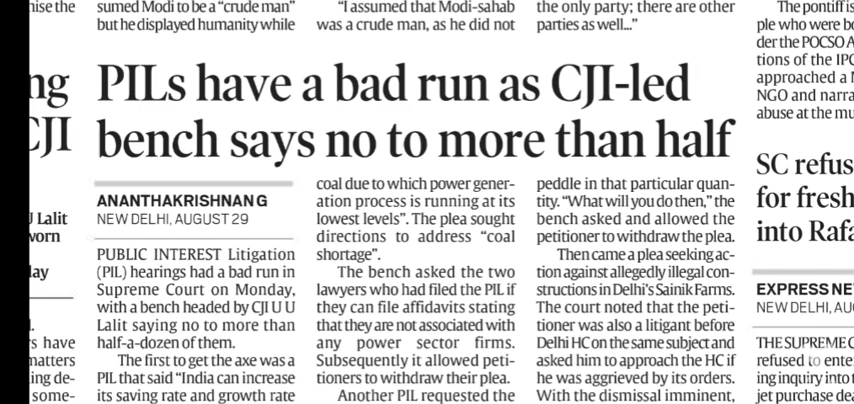 nise the
sumed Modi to be a "crude man"
but he displayed humanity while
"I assumed that Modi-sahab
was a crude man, as he did not
the only party; there are other
parties as well..."
PILs have a bad run as CJI-led
bench says no to more than half
ANANTHAKRISHNAN G
NEW DELHI, AUGUST 29
PUBLIC INTEREST Litigation
(PIL) hearings had a bad run in
Supreme Court on Monday,
with a bench headed by CJI U U
Lalit saying no to more than
half-a-dozen of them.
The first to get the axe was a
PIL that said "India can increase
its saving rate and growth rate
coal due to which power gener-
ation process is running at its
lowest levels". The plea sought
directions to address "coal
shortage".
The bench asked the two
lawyers who had filed the PIL if
they can file affidavits stating
that they are not associated with
any power sector firms.
Subsequently it allowed peti-
tioners to withdraw their plea.
Another PIL requested the
peddle in that particular quan-
tity. "What will you do then," the
bench asked and allowed the
petitioner to withdraw the plea.
Then came a plea seeking ac-
tion against allegedly illegal con-
structions in Delhi's Sainik Farms.
The court noted that the peti-
tioner was also a litigant before
Delhi HC on the same subject and
asked him to approach the HC if
he was aggrieved by its orders.
With the dismissal imminent,
ng
CJI
U Lalit
vorn
lay
l.
s have
matters
ing de-
some-
The pontiff is
ple who were bo
der the POCSO A
tions of the IPC
approached a M
NGO and narra
abuse at the mu
SC refus
for fresh
into Rafa
EXPRESS NE
NEW DELHI, AU
THE SUPREME C
refused to ente
ing inquiry into t
jet purchase dea